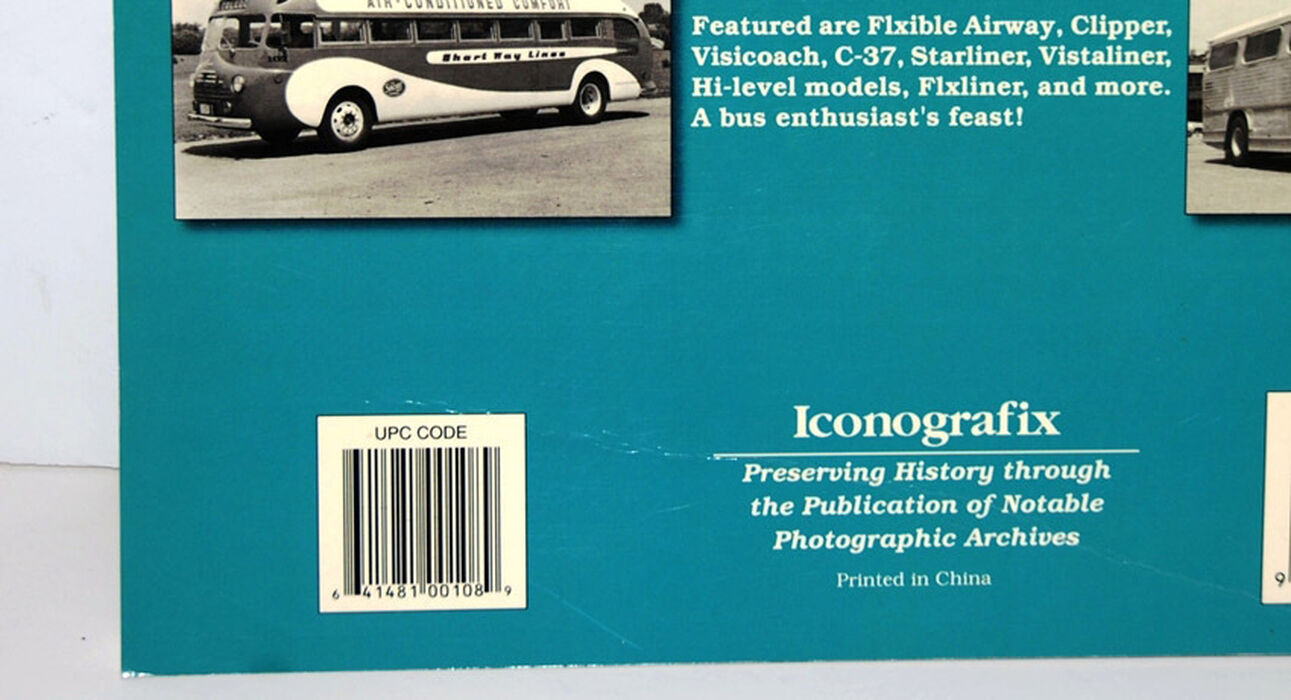 AIR-CONDITIONED COMFORT
Short Way Lines
Featured are Flxible Airway, Clipper,
Visicoach, C-37, Starliner, Vistaliner,
Hi-level models, Flxliner, and more.
A bus enthusiast's feast!
UPC CODE
6 41481 00108 9
Iconografix
Preserving History through
the Publication of Notable
Photographic Archives
Printed in China
9